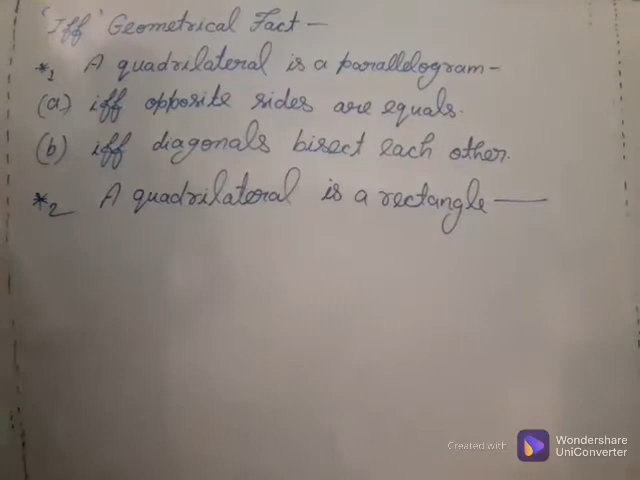 'Iff' Geometrical Fact —
*1 A quadrilateral is a parallelogram -
(a) iff opposite sides are equals.
(b) iff diagonals bisect each other.
*2 A quadrilateral is a rectangle —
Created with Wondershare UniConverter